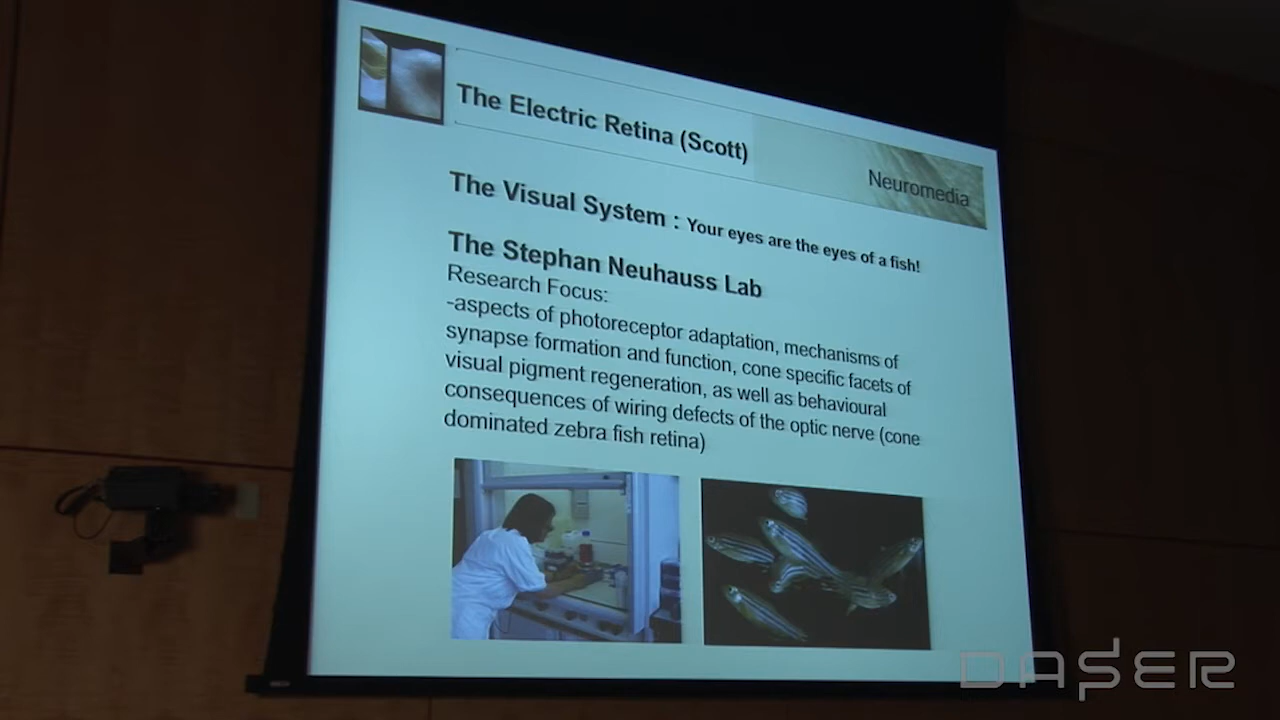 The Electric Retina (Scott)
Neuromedia
The Visual System : Your eyes are the eyes of a fish!
The Stephan Neuhauss Lab
Research Focus:
-aspects of photoreceptor adaptation, mechanisms of
synapse formation and function, cone specific facets of
visual pigment regeneration, as well as behavioural
consequences of wiring defects of the optic nerve (cone
dominated zebra fish retina)
DASER